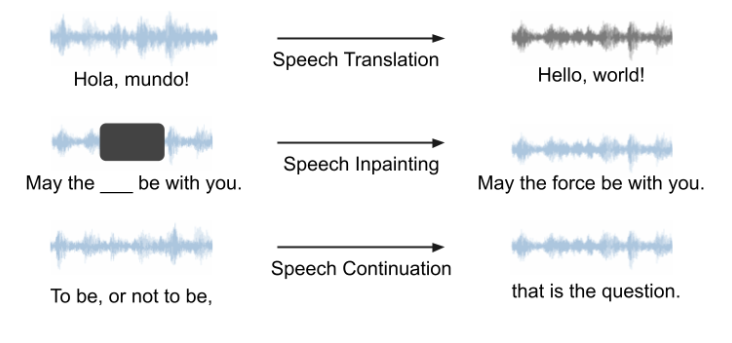 Hola, mundo!
Speech Translation
Hello, world!
May the ___ be with you.
Speech Inpainting
May the force be with you.
To be, or not to be,
Speech Continuation
that is the question.